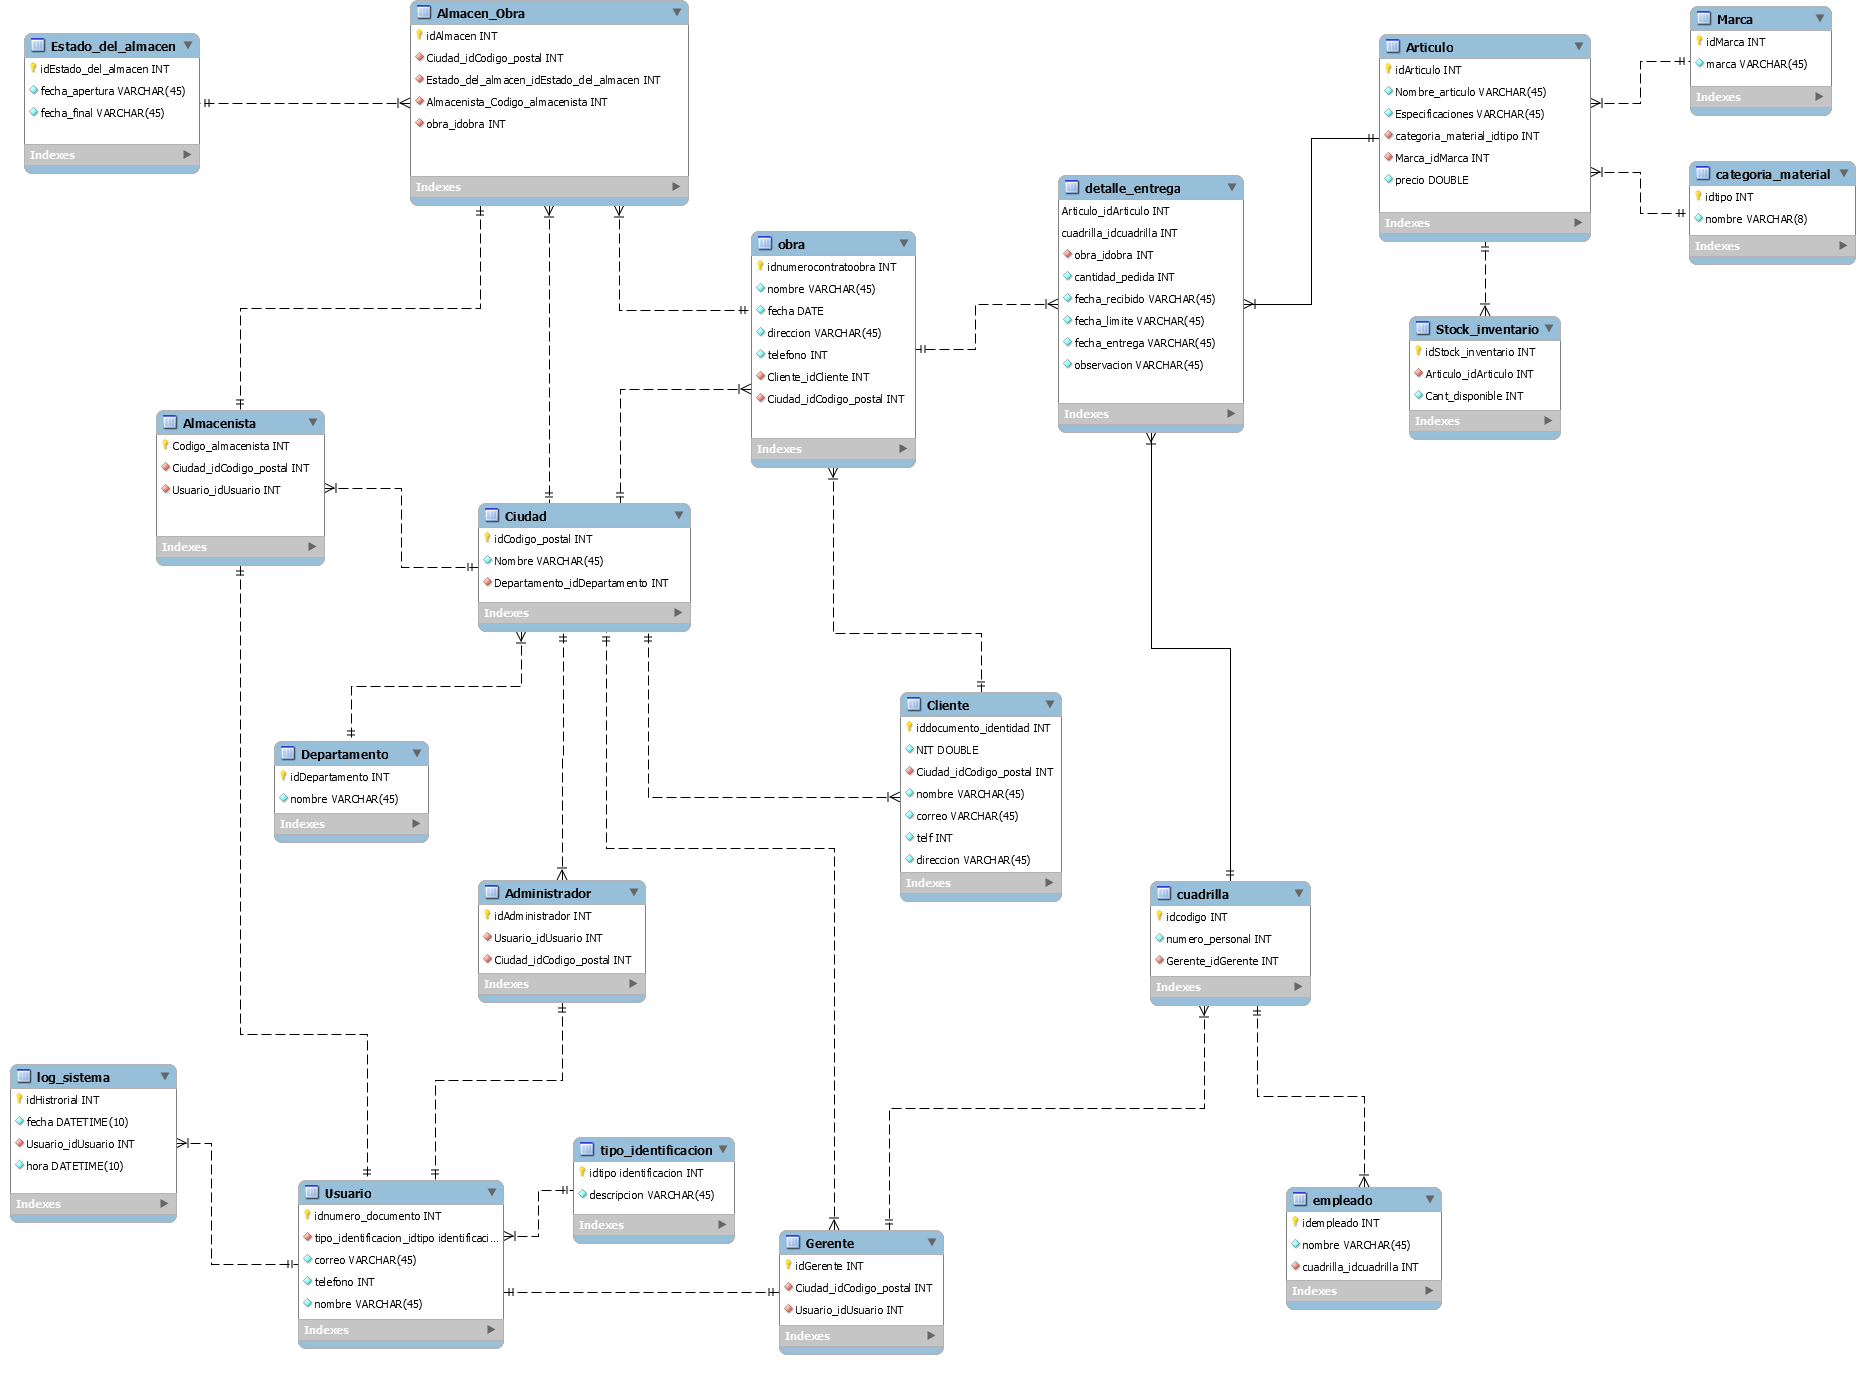 Estado_del_almacen
idEstado_del_almacen INT
fecha_apertura VARCHAR(45)
fecha_final VARCHAR(45)
Indexes
Almacen_Obra
idAlmacen INT
Ciudad_idCodigo_postal INT
Estado_del_almacen_idEstado_del_almacen INT
Almacenista_Codigo_almacenista INT
obra_idobra INT
Indexes
Articulo
idArticulo INT
Nombre_articulo VARCHAR(45)
Especificaciones VARCHAR(45)
categoria_material_idtipo INT
Marca_idMarca INT
precio DOUBLE
Indexes
Marca
idMarca INT
marca VARCHAR(45)
Indexes
categoria_material
idtipo INT
nombre VARCHAR(8)
Indexes
detalle_entrega
Articulo_idArticulo INT
cuadrilla_idcuadrilla INT
obra_idobra INT
cantidad_pedida INT
fecha_recibido VARCHAR(45)
fecha_limite VARCHAR(45)
fecha_entrega VARCHAR(45)
observacion VARCHAR(45)
Indexes
obra
idnumerocontratoobra INT
nombre VARCHAR(45)
fecha DATE
direccion VARCHAR(45)
telefono INT
Cliente_idCliente INT
Ciudad_idCodigo_postal INT
Indexes
Stock_inventario
idStock_inventario INT
Articulo_idArticulo INT
Cant_disponible INT
Indexes
Almacenista
Codigo_almacenista INT
Ciudad_idCodigo_postal INT
Usuario_idUsuario INT
Indexes
Ciudad
idCodigo_postal INT
Nombre VARCHAR(45)
Departamento_idDepartamento INT
Indexes
Departamento
idDepartamento INT
nombre VARCHAR(45)
Indexes
Cliente
iddocumento_identidad INT
NIT DOUBLE
Ciudad_idCodigo_postal INT
nombre VARCHAR(45)
correo VARCHAR(45)
telf INT
direccion VARCHAR(45)
Indexes
Administrador
idAdministrador INT
Usuario_idUsuario INT
Ciudad_idCodigo_postal INT
Indexes
cuadrilla
idcodigo INT
numero_personal INT
Gerente_idGerente INT
Indexes
log_sistema
idHistrorial INT
fecha DATETIME(10)
Usuario_idUsuario INT
hora DATETIME(10)
Indexes
tipo_identificacion
idtipo identificacion INT
descripcion VARCHAR(45)
Indexes
Usuario
idnumero_documento INT
tipo_identificacion_idtipo identificaci...
correo VARCHAR(45)
telefono INT
nombre VARCHAR(45)
Indexes
Gerente
idGerente INT
Ciudad_idCodigo_postal INT
Usuario_idUsuario INT
Indexes
empleado
idempleado INT
nombre VARCHAR(45)
cuadrilla_idcuadrilla INT
Indexes